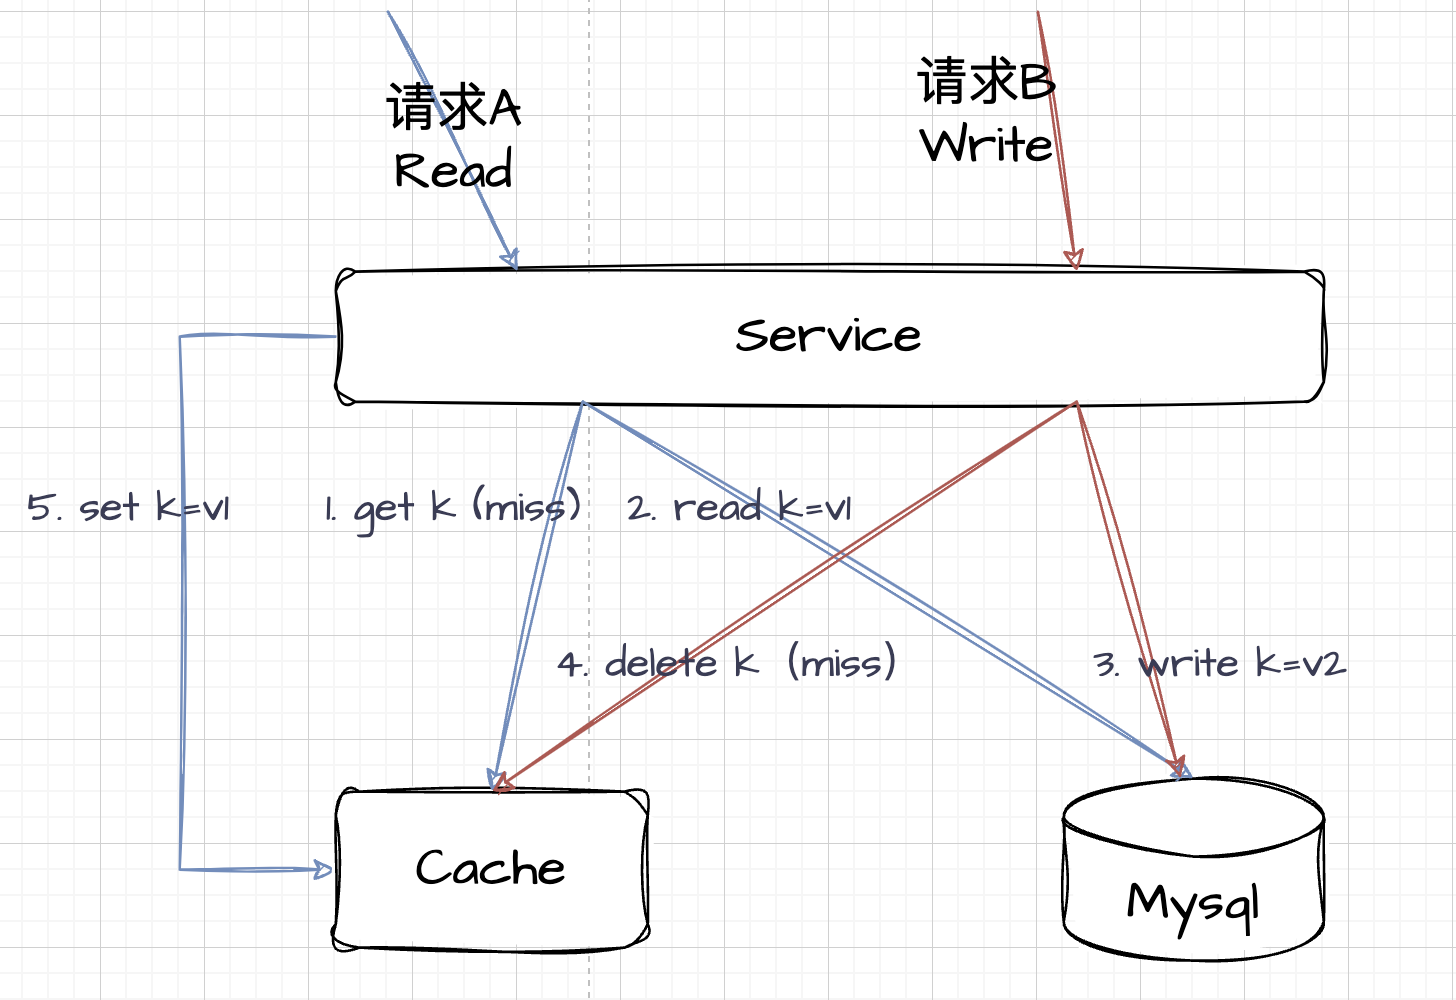 请求A
Read
请求B
Write
Service
5. set k=v1
1. get k (miss)
2. read k=v1
4. delete k (miss)
3. write k=v2
Cache
Mysql